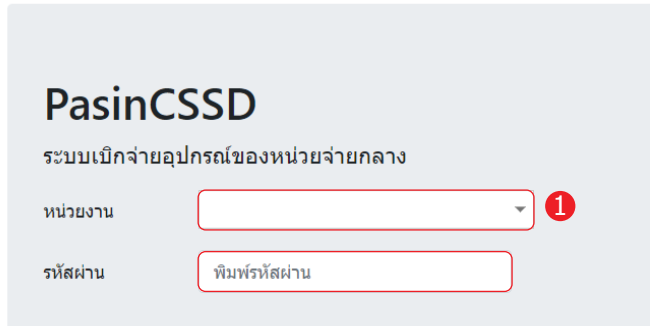 PasinCSSD
ระบบเบิกจ่ายอุปกรณ์ของหน่วยจ่ายกลาง
หน่วยงาน
1
รหัสผ่าน พิมพ์รหัสผ่าน